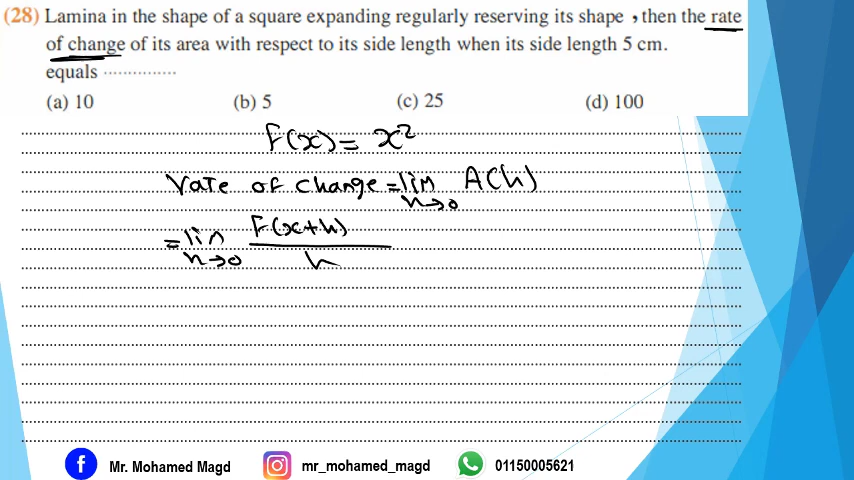 (28) Lamina in the shape of a square expanding regularly reserving its shape , then the rate
of change of its area with respect to its side length when its side length 5 cm.
equals ...............
(a) 10 (b) 5 (c) 25 (d) 100
F(x) = x²
rate of change = lim h→0 A(h)
= lim h→0 F(x+h) / h
Mr. Mohamed Magd mr_mohamed_magd 01150005621